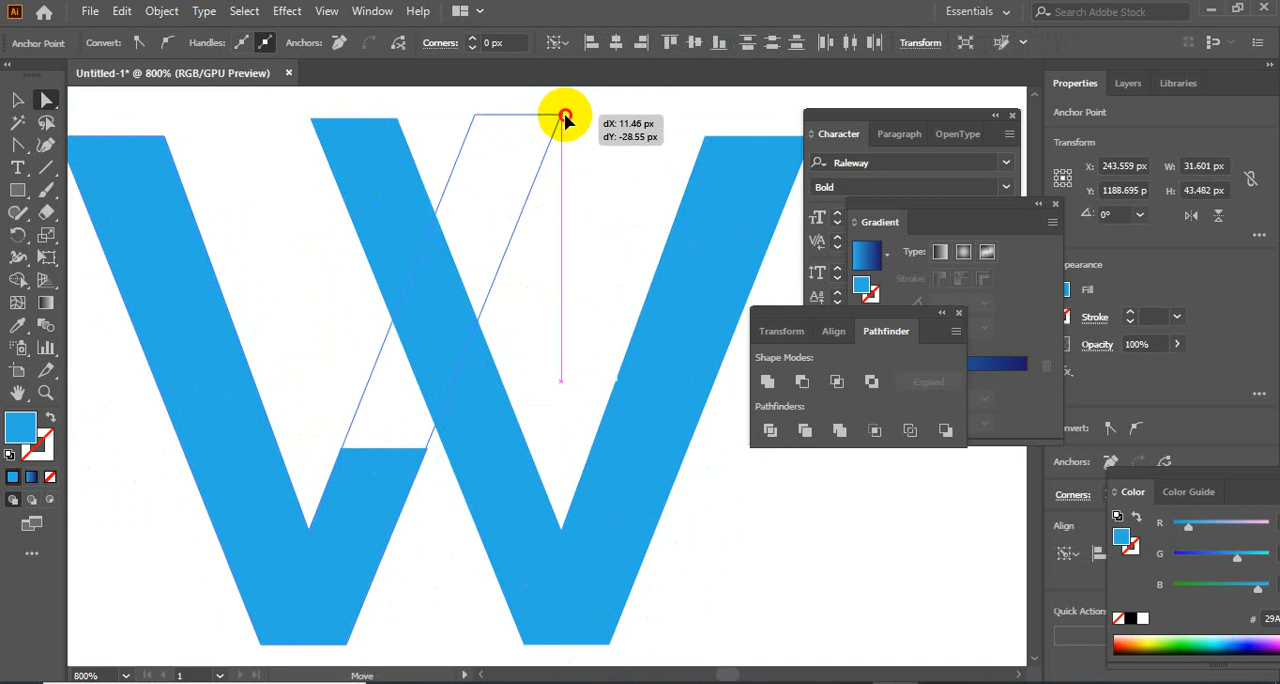 Ai File Edit Object Type Select Effect View Window Help Essentials Search Adobe Stock
Anchor Point Convert: Handles: Anchors: Corners: 0 px Transform
Untitled-1* @ 800% (RGB/GPU Preview)
dX: 11.46 px
dY: -28.55 px
Character Paragraph OpenType
Raleway
Bold
Gradient
Type:
Stroke:
Transform Align Pathfinder
Shape Modes:
Expand
Pathfinders:
Properties Layers Libraries
Anchor Point
Transform
X: 243.559 px W: 31.601 px
Y: 1188.695 p H: 43.482 px
0°
ppearance
Fill
Stroke
Opacity 100%
nvert:
Anchors:
Corners:
Align
Quick Action
Color Color Guide
R
G
B
# 29A
800% 1 Move